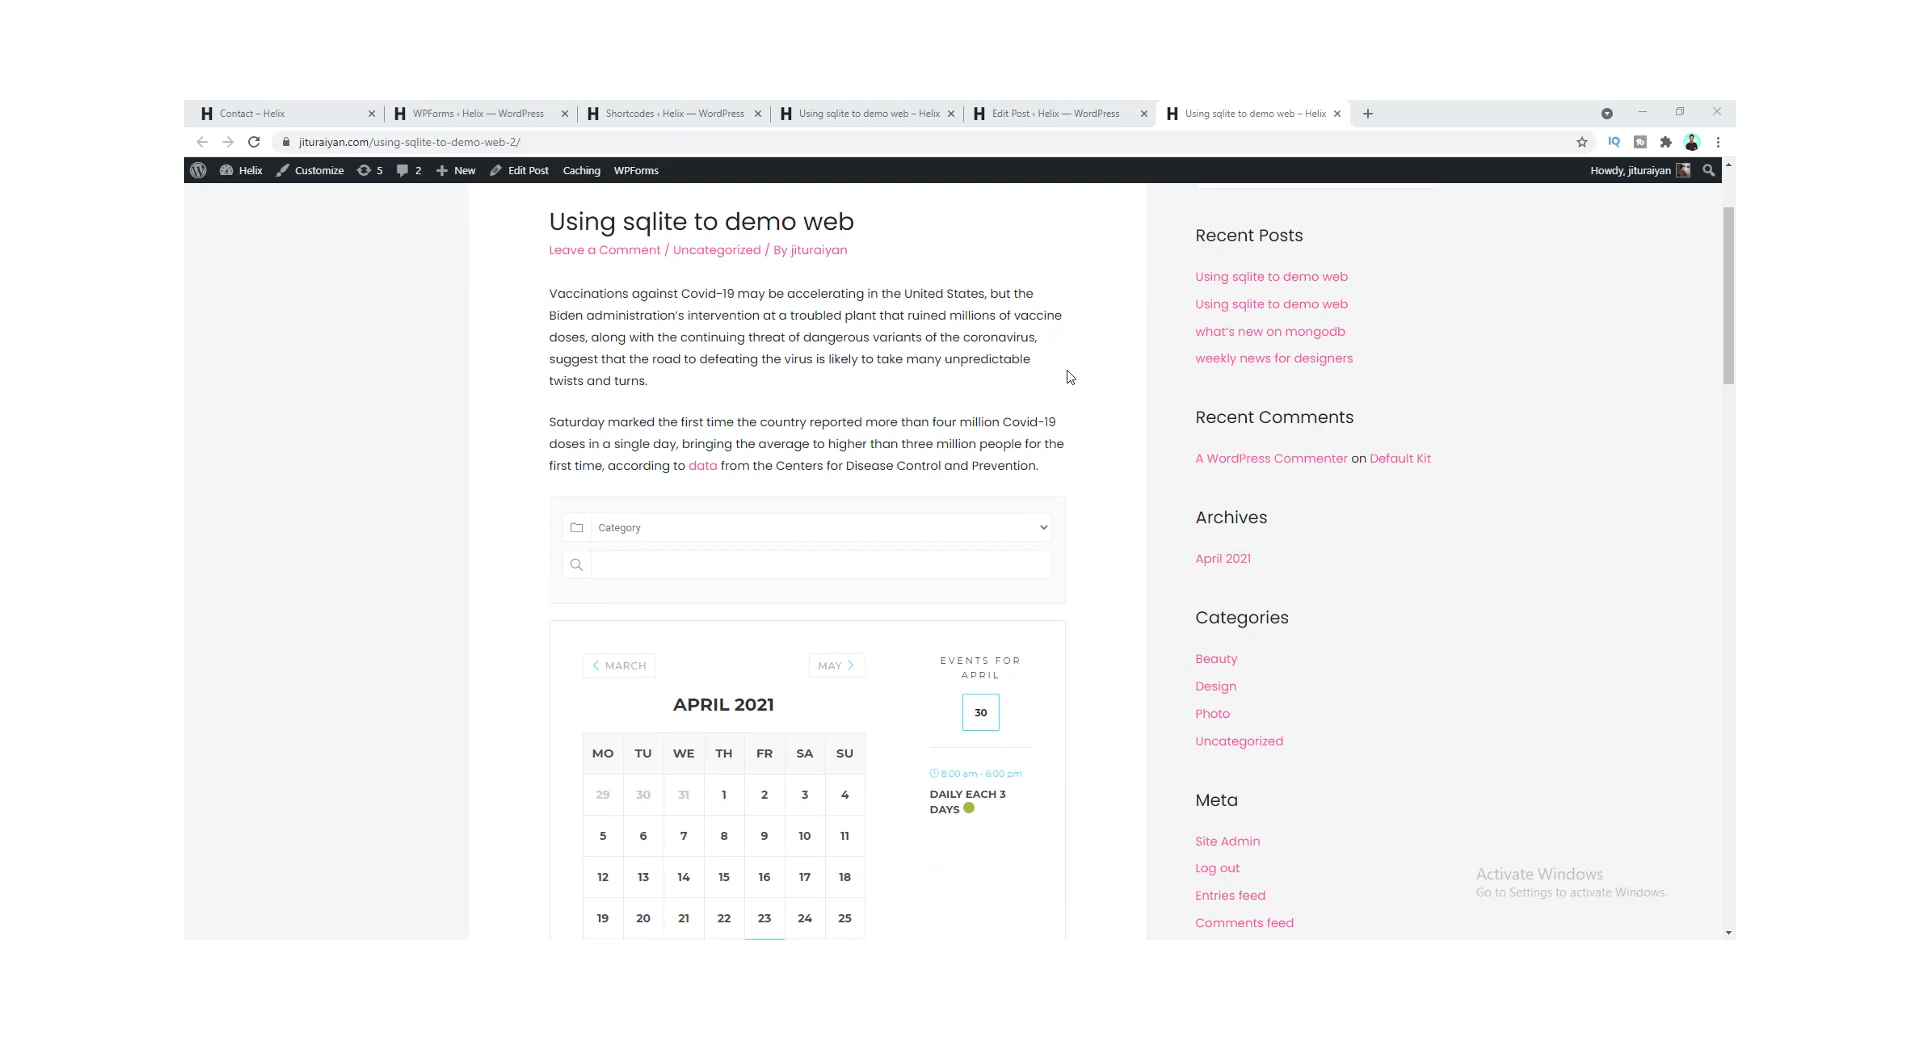 Contact – Helix
WPForms ‹ Helix — WordPress
Shortcodes ‹ Helix — WordPress
Using sqlite to demo web – Helix
Edit Post ‹ Helix — WordPress
Using sqlite to demo web – Helix
jituraiyan.com/using-sqlite-to-demo-web-2/
IQ
Helix Customize 5 2 New Edit Post Caching WPForms Howdy, jituraiyan
Using sqlite to demo web
Leave a Comment / Uncategorized / By jituraiyan
Vaccinations against Covid-19 may be accelerating in the United States, but the
Biden administration's intervention at a troubled plant that ruined millions of vaccine
doses, along with the continuing threat of dangerous variants of the coronavirus,
suggest that the road to defeating the virus is likely to take many unpredictable
twists and turns.
Saturday marked the first time the country reported more than four million Covid-19
doses in a single day, bringing the average to higher than three million people for the
first time, according to data from the Centers for Disease Control and Prevention.
Category
MARCH
MAY
APRIL 2021
MO TU WE TH FR SA SU
29 30 31 1 2 3 4
5 6 7 8 9 10 11
12 13 14 15 16 17 18
19 20 21 22 23 24 25
EVENTS FOR
APRIL
30
8:00 am - 6:00 pm
DAILY EACH 3
DAYS
Recent Posts
Using sqlite to demo web
Using sqlite to demo web
what's new on mongodb
weekly news for designers
Recent Comments
A WordPress Commenter on Default Kit
Archives
April 2021
Categories
Beauty
Design
Photo
Uncategorized
Meta
Site Admin
Log out
Entries feed
Comments feed
Activate Windows
Go to Settings to activate Windows.